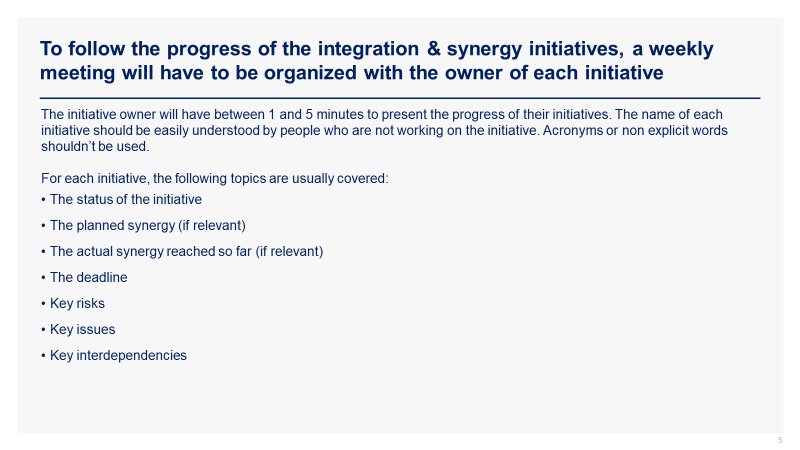 To follow the progress of the integration & synergy initiatives, a weekly
meeting will have to be organized with the owner of each initiative
The initiative owner will have between 1 and 5 minutes to present the progress of their initiatives. The name of each
initiative should be easily understood by people who are not working on the initiative. Acronyms or non explicit words
shouldn’t be used.
For each initiative, the following topics are usually covered:
• The status of the initiative
• The planned synergy (if relevant)
• The actual synergy reached so far (if relevant)
• The deadline
• Key risks
• Key issues
• Key interdependencies
5